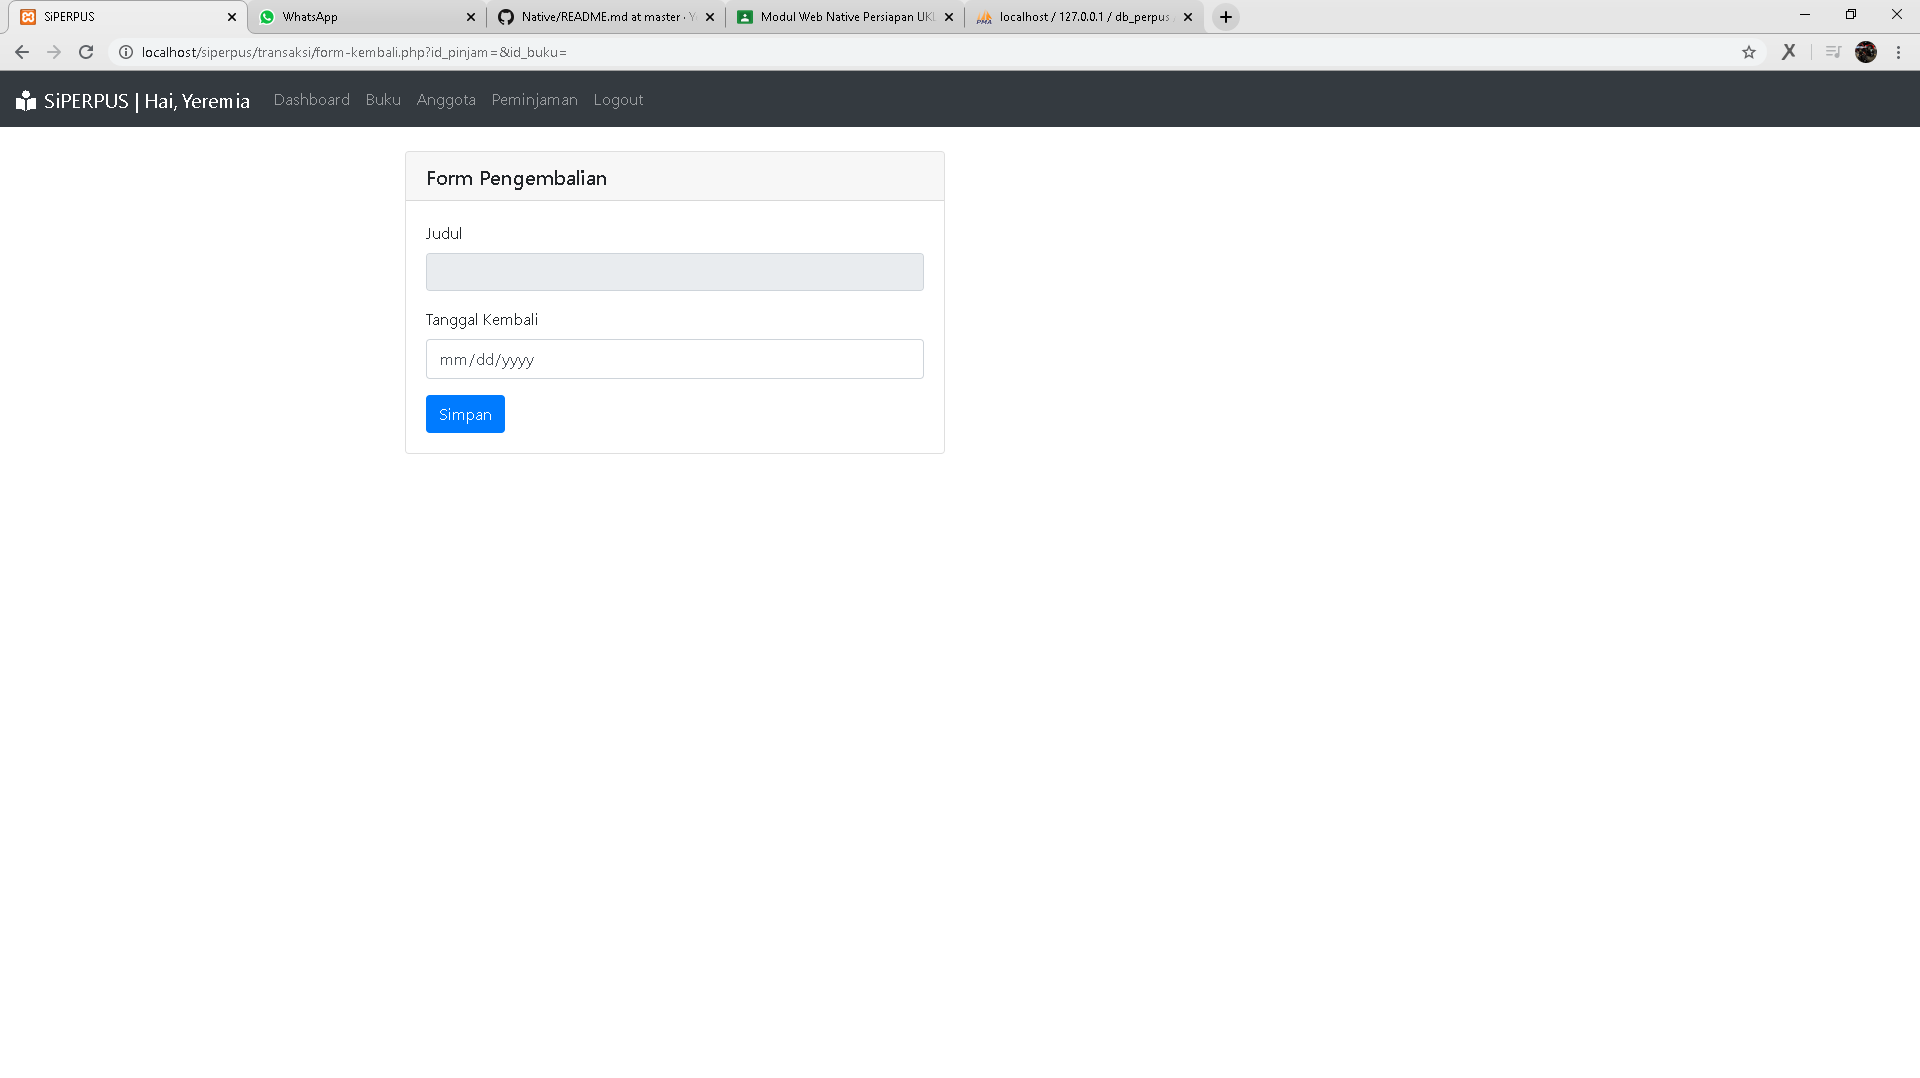 SiPERPUS
WhatsApp
Native/README.md at master · Y
Modul Web Native Persiapan UKL
localhost / 127.0.0.1 / db_perpus
localhost/siperpus/transaksi/form-kembali.php?id_pinjam=&id_buku=
SiPERPUS | Hai, Yeremia
Dashboard
Buku
Anggota
Peminjaman
Logout
Form Pengembalian
Judul
Tanggal Kembali
mm/dd/yyyy
Simpan